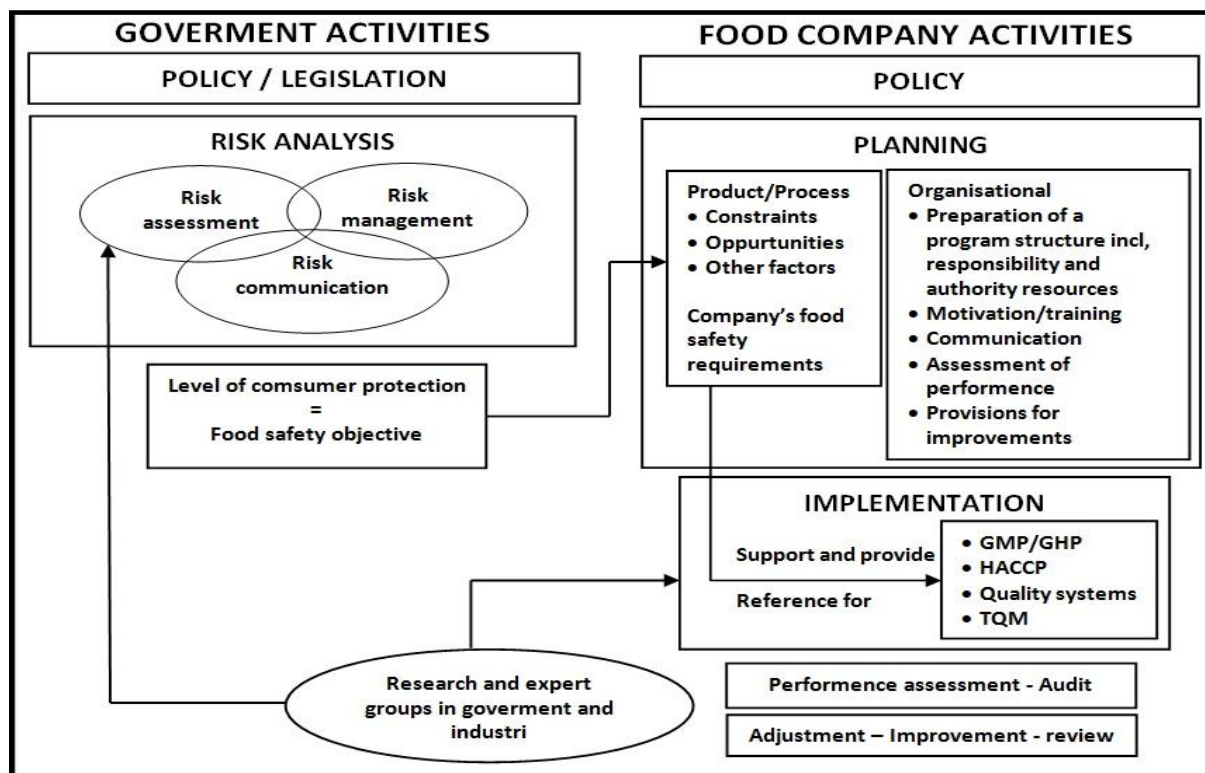 GOVERMENT ACTIVITIES
POLICY / LEGISLATION
RISK ANALYSIS
Risk
assessment
Risk
management
Risk
communication
Level of comsumer protection
=
Food safety objective
FOOD COMPANY ACTIVITIES
POLICY
PLANNING
Product/Process
• Constraints
• Oppurtunities
• Other factors
Company’s food
safety
requirements
Organisational
• Preparation of a
program structure incl,
responsibility and
authority resources
• Motivation/training
• Communication
• Assessment of
performence
• Provisions for
improvements
IMPLEMENTATION
Support and provide
Reference for
• GMP/GHP
• HACCP
• Quality systems
• TQM
Research and expert
groups in goverment and
industri
Performence assessment - Audit
Adjustment – Improvement - review